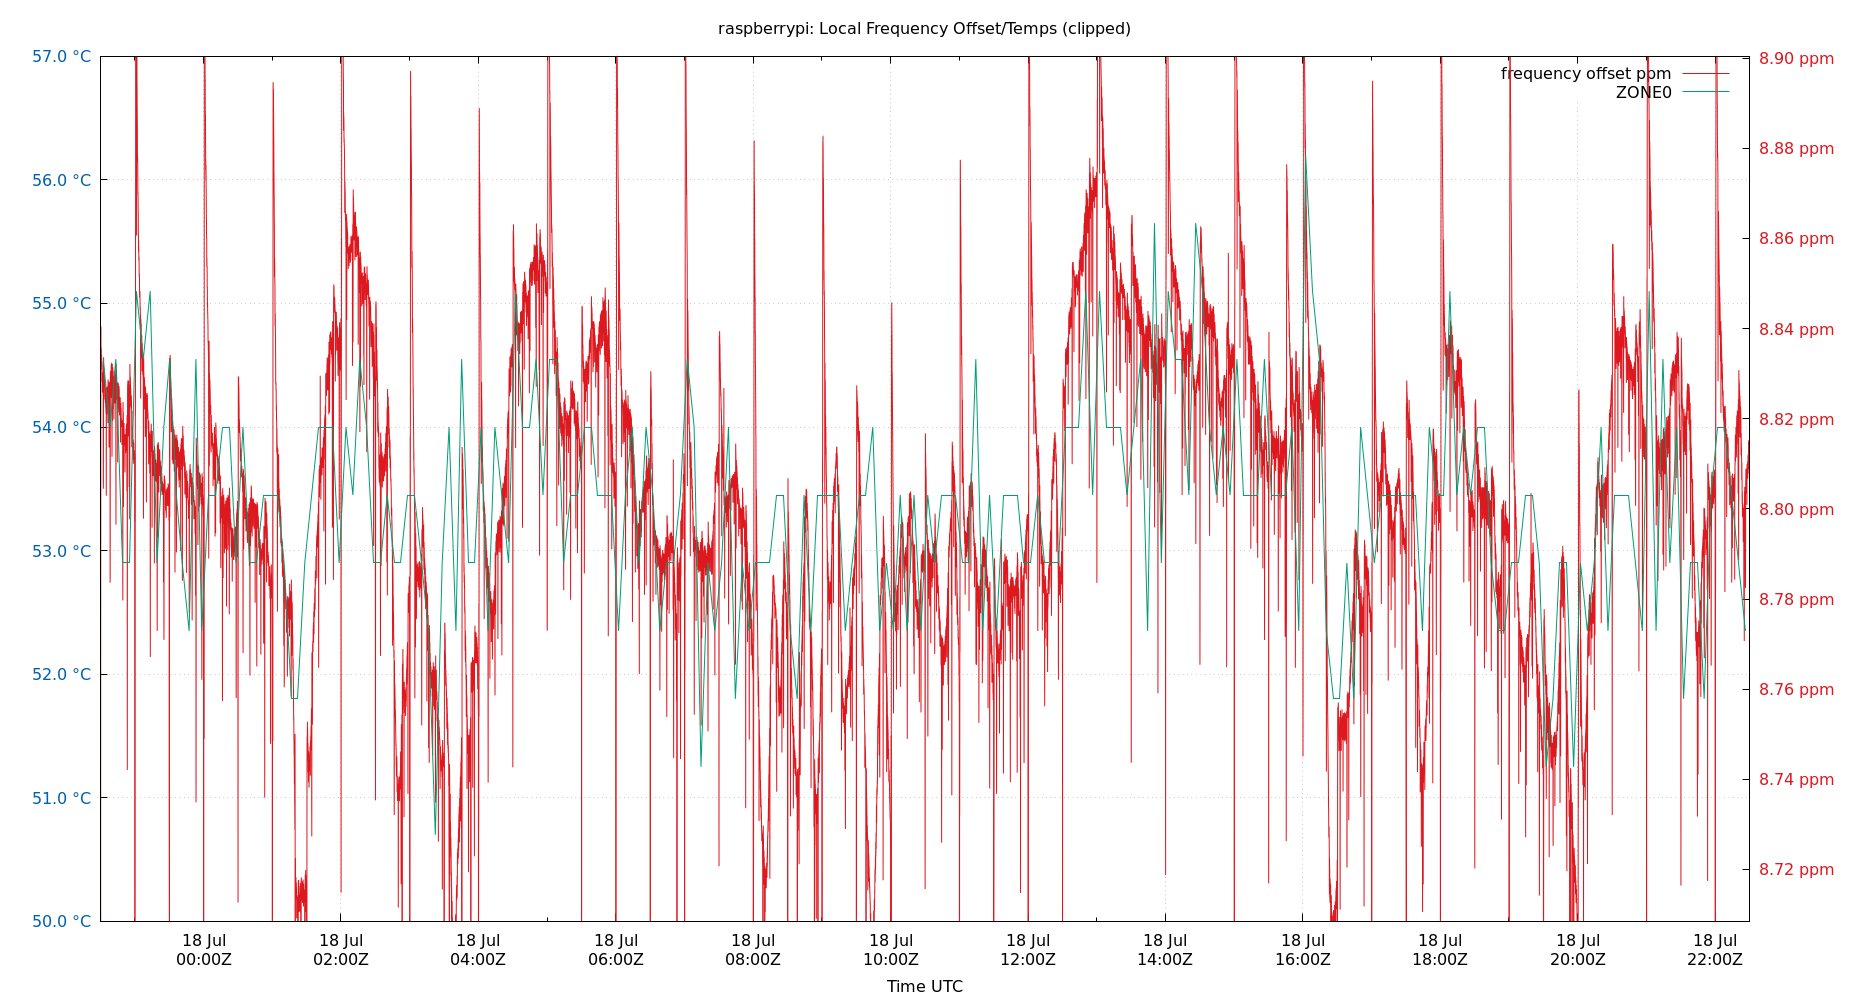 raspberrypi: Local Frequency Offset/Temps (clipped)
57.0 °C
56.0 °C
55.0 °C
54.0 °C
53.0 °C
52.0 °C
51.0 °C
50.0 °C
frequency offset ppm
ZONE0
8.90 ppm
8.88 ppm
8.86 ppm
8.84 ppm
8.82 ppm
8.80 ppm
8.78 ppm
8.76 ppm
8.74 ppm
8.72 ppm
18 Jul
00:00Z
18 Jul
02:00Z
18 Jul
04:00Z
18 Jul
06:00Z
18 Jul
08:00Z
18 Jul
10:00Z
18 Jul
12:00Z
18 Jul
14:00Z
18 Jul
16:00Z
18 Jul
18:00Z
18 Jul
20:00Z
18 Jul
22:00Z
Time UTC